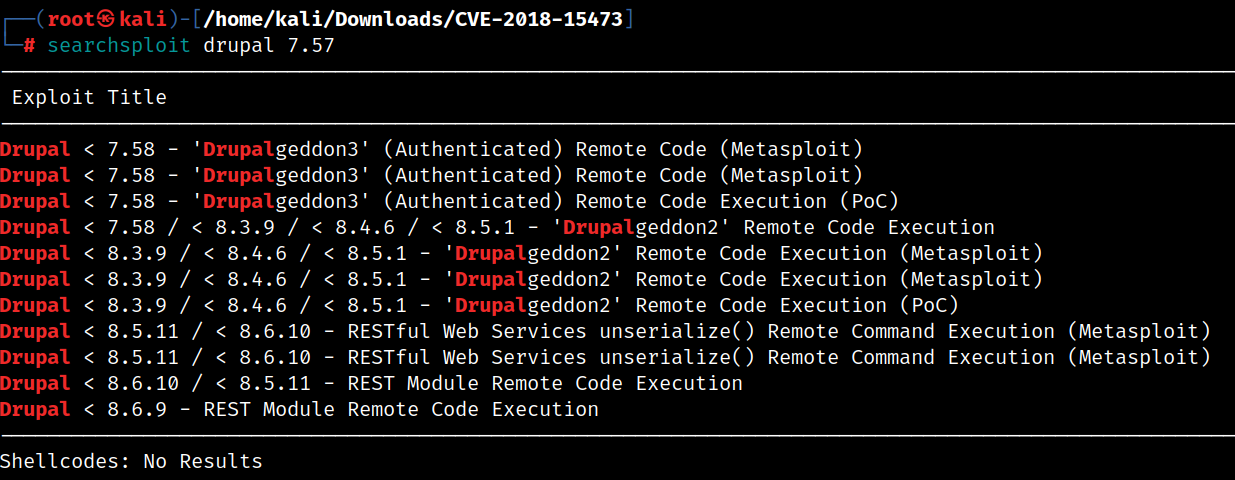 ┌──(root㉿kali)-[/home/kali/Downloads/CVE-2018-15473]
└─# searchsploit drupal 7.57
Exploit Title
Drupal < 7.58 - 'Drupalgeddon3' (Authenticated) Remote Code (Metasploit)
Drupal < 7.58 - 'Drupalgeddon3' (Authenticated) Remote Code (Metasploit)
Drupal < 7.58 - 'Drupalgeddon3' (Authenticated) Remote Code Execution (PoC)
Drupal < 7.58 / < 8.3.9 / < 8.4.6 / < 8.5.1 - 'Drupalgeddon2' Remote Code Execution
Drupal < 8.3.9 / < 8.4.6 / < 8.5.1 - 'Drupalgeddon2' Remote Code Execution (Metasploit)
Drupal < 8.3.9 / < 8.4.6 / < 8.5.1 - 'Drupalgeddon2' Remote Code Execution (Metasploit)
Drupal < 8.3.9 / < 8.4.6 / < 8.5.1 - 'Drupalgeddon2' Remote Code Execution (PoC)
Drupal < 8.5.11 / < 8.6.10 - RESTful Web Services unserialize() Remote Command Execution (Metasploit)
Drupal < 8.5.11 / < 8.6.10 - RESTful Web Services unserialize() Remote Command Execution (Metasploit)
Drupal < 8.6.10 / < 8.5.11 - REST Module Remote Code Execution
Drupal < 8.6.9 - REST Module Remote Code Execution
Shellcodes: No Results